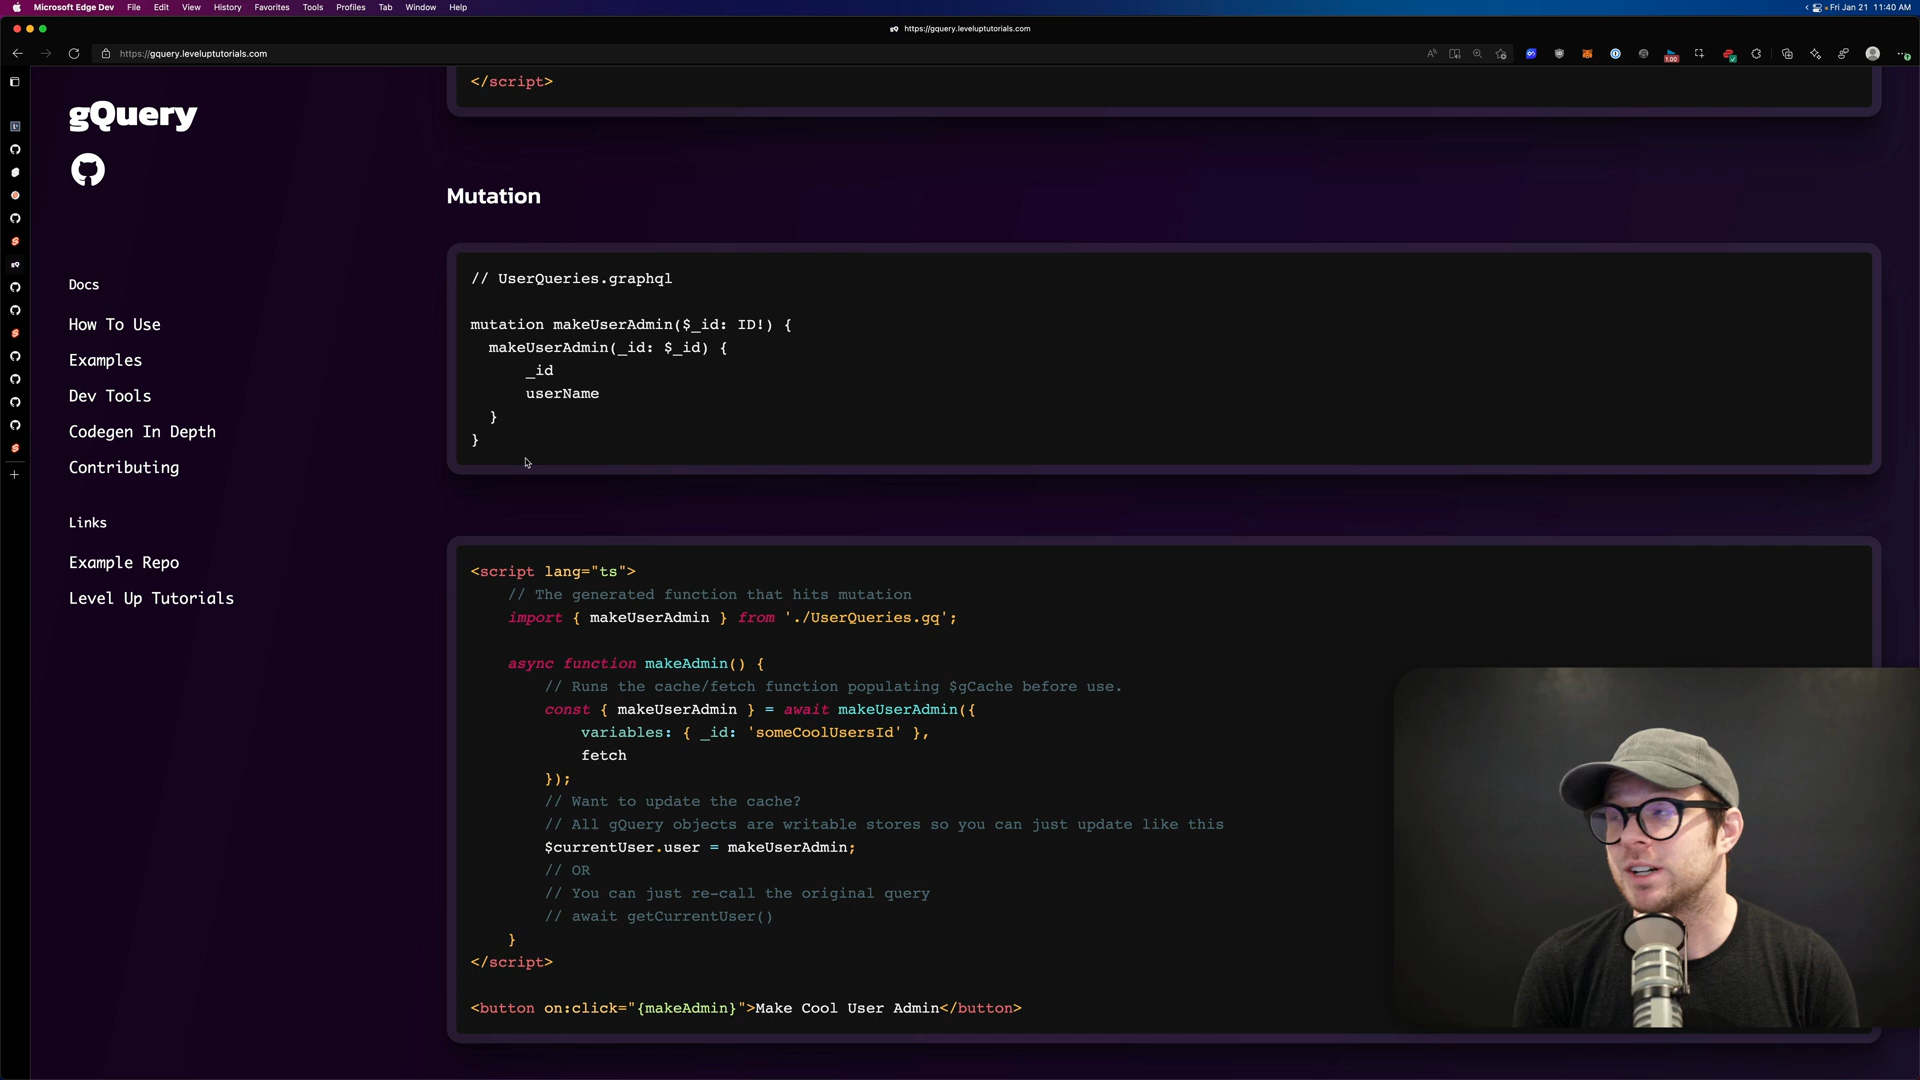 Microsoft Edge Dev File Edit View History Favorites Tools Profiles Tab Window Help
Fri Jan 21 11:40 AM
https://gquery.leveluptutorials.com
https://gquery.leveluptutorials.com
1.00
gQuery
Docs
How To Use
Examples
Dev Tools
Codegen In Depth
Contributing
Links
Example Repo
Level Up Tutorials
</script>
Mutation
// UserQueries.graphql
mutation makeUserAdmin($_id: ID!) {
makeUserAdmin(_id: $_id) {
_id
userName
}
}
<script lang="ts">
// The generated function that hits mutation
import { makeUserAdmin } from './UserQueries.gq';
async function makeAdmin() {
// Runs the cache/fetch function populating $gCache before use.
const { makeUserAdmin } = await makeUserAdmin({
variables: { _id: 'someCoolUsersId' },
fetch
});
// Want to update the cache?
// All gQuery objects are writable stores so you can just update like this
$currentUser.user = makeUserAdmin;
// OR
// You can just re-call the original query
// await getCurrentUser()
}
</script>
<button on:click="{makeAdmin}">Make Cool User Admin</button>